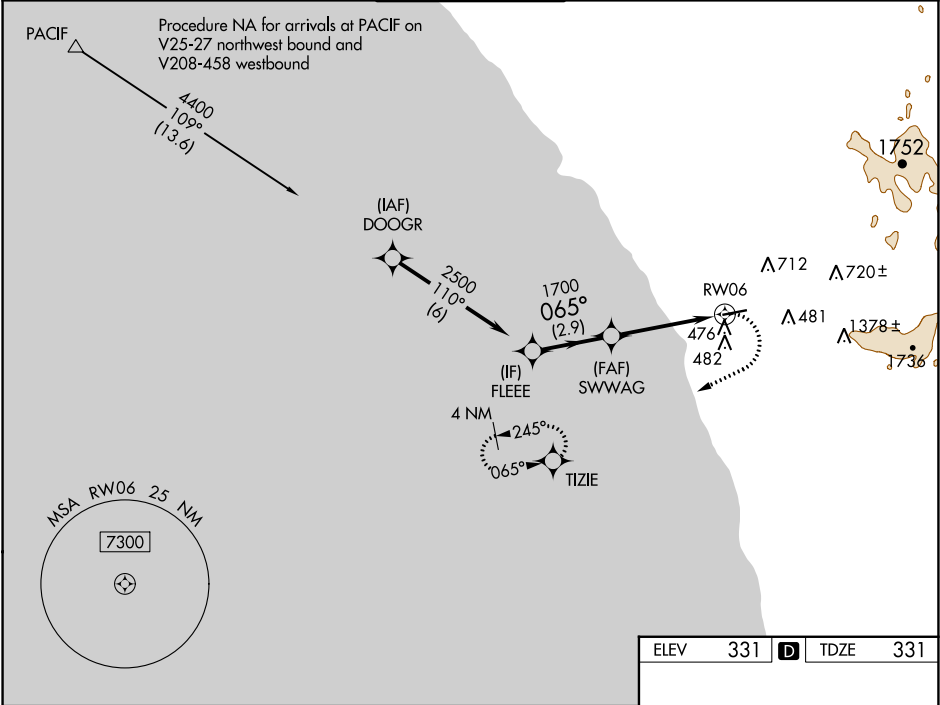 PACIF
Procedure NA for arrivals at PACIF on
V25-27 northwest bound and
V208-458 westbound
4400
109°
(13.6)
1752
(IAF)
DOOGR
2500
110°
(6)
1700
065°
(2.9)
RW06
712
720±
481
1378±
476
482
1736
(IF)
FLEEE
(FAF)
SWWAG
4 NM
245°
065°
TIZIE
MSA RW06 25 NM
7300
ELEV 331 D TDZE 331